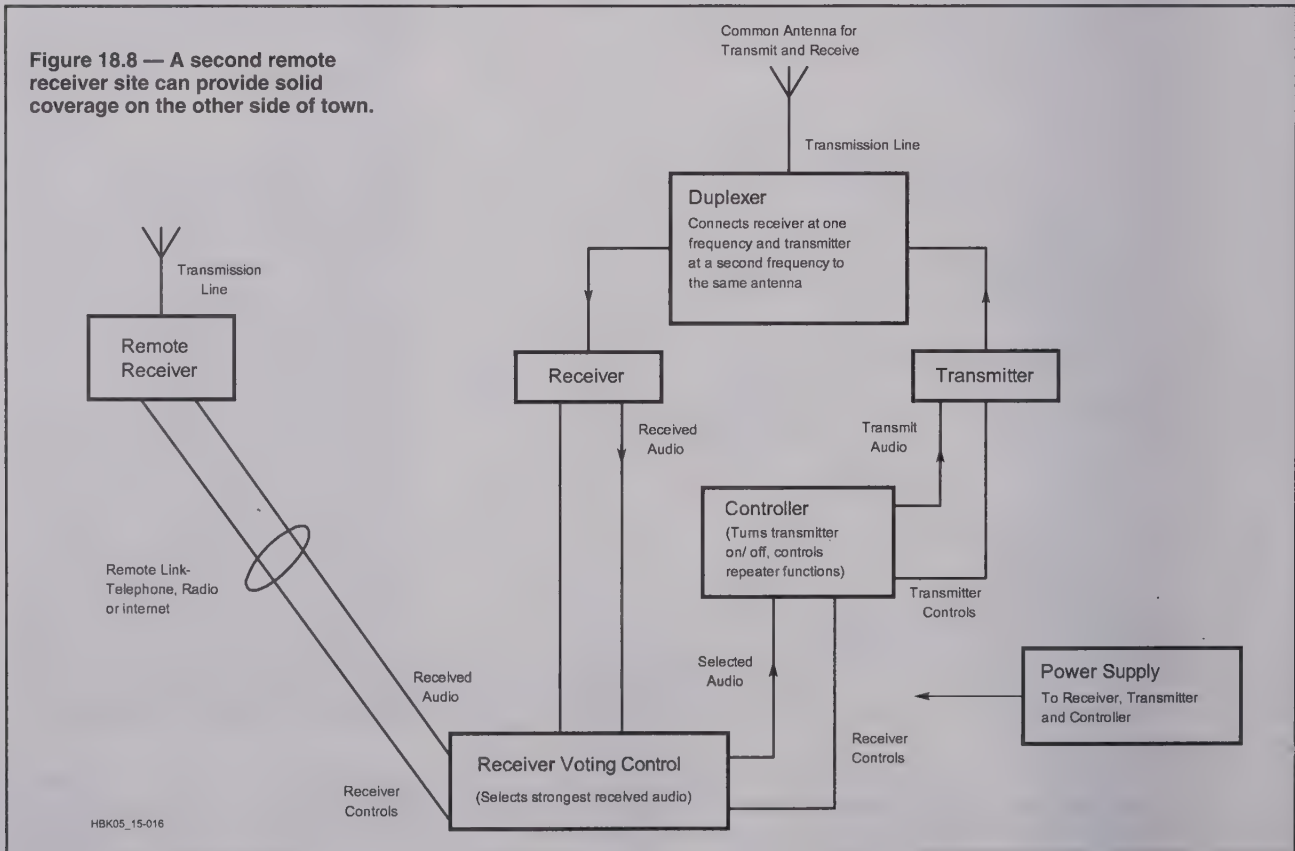 Figure 18.8 — A second remote
receiver site can provide solid
coverage on the other side of town.
Common Antenna for
Transmit and Receive
Transmission Line
Duplexer
Connects receiver at one
frequency and transmitter
at a second frequency to
the same antenna
Transmission
Line
Remote
Receiver
Receiver
Transmitter
Received
Audio
Transmit
Audio
Controller
(Turns transmitter
on/ off, controls
repeater functions)
Remote Link-
Telephone, Radio
or internet
Transmitter
Controls
Received
Audio
Selected
Audio
Power Supply
To Receiver, Transmitter
and Controller
Receiver
Controls
Receiver Voting Control
(Selects strongest received audio)
Receiver
Controls
HBK05_15-016